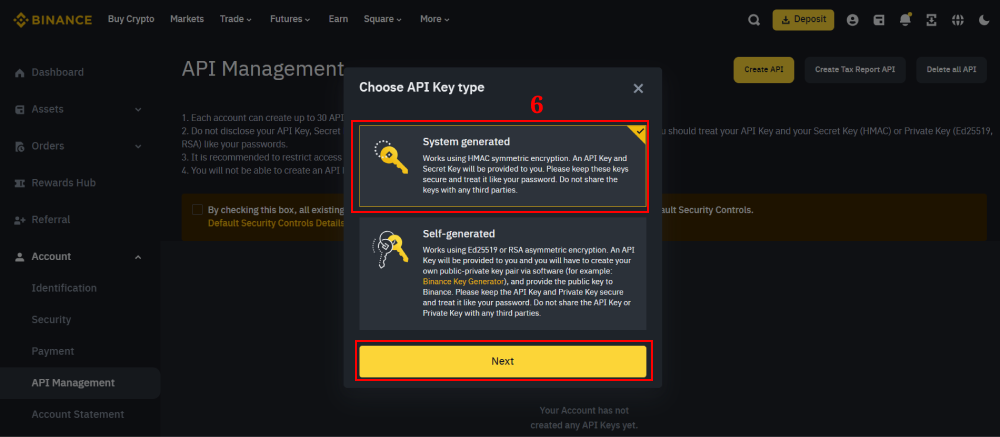 BINANCE Buy Crypto Markets Trade Futures Earn Square More Deposit
Dashboard
Assets
Orders
Rewards Hub
Referral
Account
Identification
Security
Payment
API Management
Account Statement
API Management
Create API Create Tax Report API Delete all API
1. Each account can create up to 30 API
2. Do not disclose your API Key, Secret u should treat your API Key and your Secret Key (HMAC) or Private Key (Ed25519,
RSA) like your passwords.
3. It is recommended to restrict access
4. You will not be able to create an API
By checking this box, all existing ault Security Controls.
Default Security Controls Details
Choose API Key type
6
System generated
Works using HMAC symmetric encryption. An API Key and
Secret Key will be provided to you. Please keep these keys
secure and treat it like your password. Do not share the
keys with any third parties.
Self-generated
Works using Ed25519 or RSA asymmetric encryption. An API
Key will be provided to you and you will have to create your
own public-private key pair via software (for example:
Binance Key Generator), and provide the public key to
Binance. Please keep the API Key and Private Key secure
and treat it like your password. Do not share the API Key or
Private Key with any third parties.
Next
Your Account has not
created any API Keys yet.